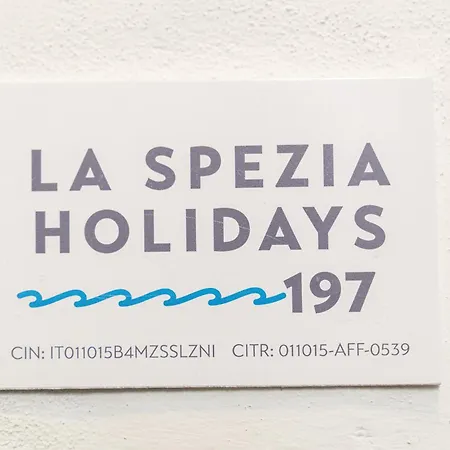 LA SPEZIA
HOLIDAYS
197
CIN: IT011015B4MZSSLZNI CITR: 011015-AFF-0539